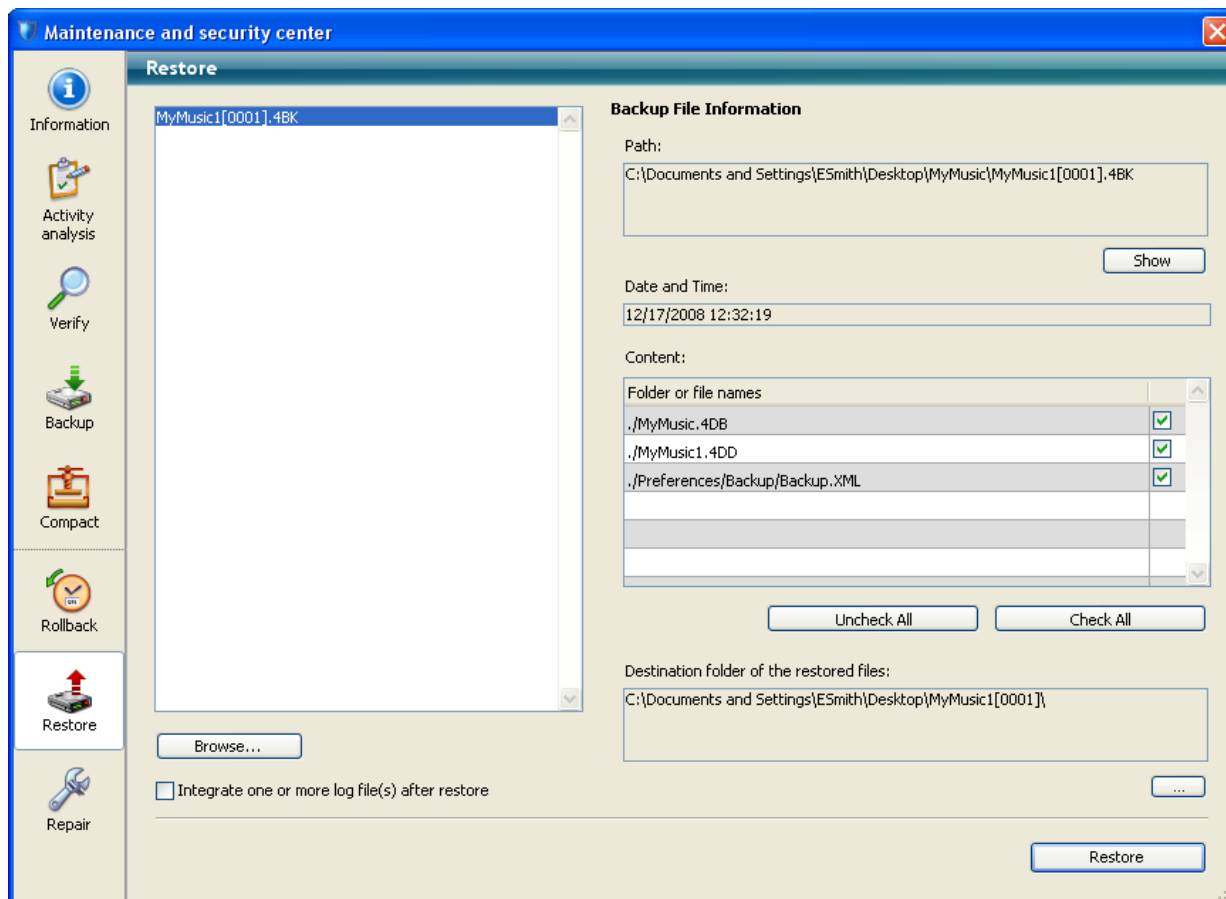 Maintenance and security center
Information
Activity
analysis
Verify
Backup
Compact
Rollback
Restore
Repair
Restore
MyMusic1[0001].4BK
Browse...
Integrate one or more log file(s) after restore
Backup File Information
Path:
C:\Documents and Settings\ESmith\Desktop\MyMusic\MyMusic1[0001].4BK
Show
Date and Time:
12/17/2008 12:32:19
Content:
Folder or file names
./MyMusic.4DB
./MyMusic1.4DD
./Preferences/Backup/Backup.XML
Uncheck All
Check All
Destination folder of the restored files:
C:\Documents and Settings\ESmith\Desktop\MyMusic1[0001]\
...
Restore